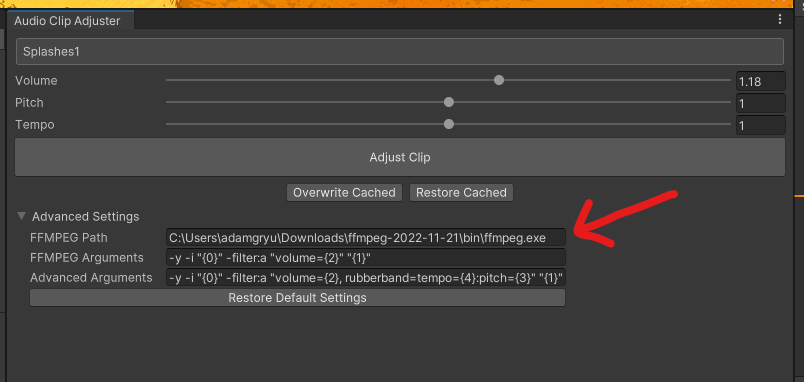 Audio Clip Adjuster
Splashes1
Volume 1.18
Pitch 1
Tempo 1
Adjust Clip
Overwrite Cached Restore Cached
Advanced Settings
FFMPEG Path C:\Users\adamgryu\Downloads\ffmpeg-2022-11-21\bin\ffmpeg.exe
FFMPEG Arguments -y -i "{0}" -filter:a "volume={2}" "{1}"
Advanced Arguments -y -i "{0}" -filter:a "volume={2}, rubberband=tempo={4}:pitch={3}" "{1}"
Restore Default Settings